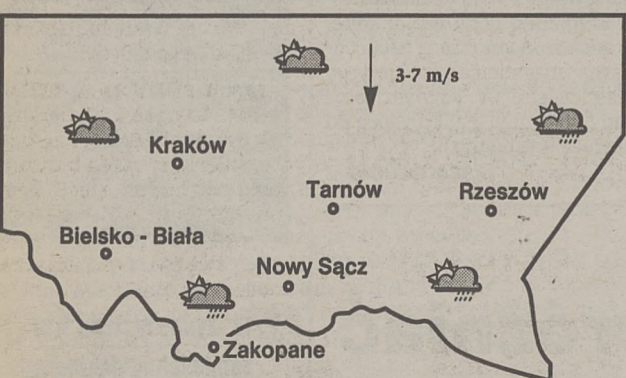 3-7 m/s
Kraków
Tarnów
Rzeszów
Bielsko - Biała
Nowy Sącz
Zakopane